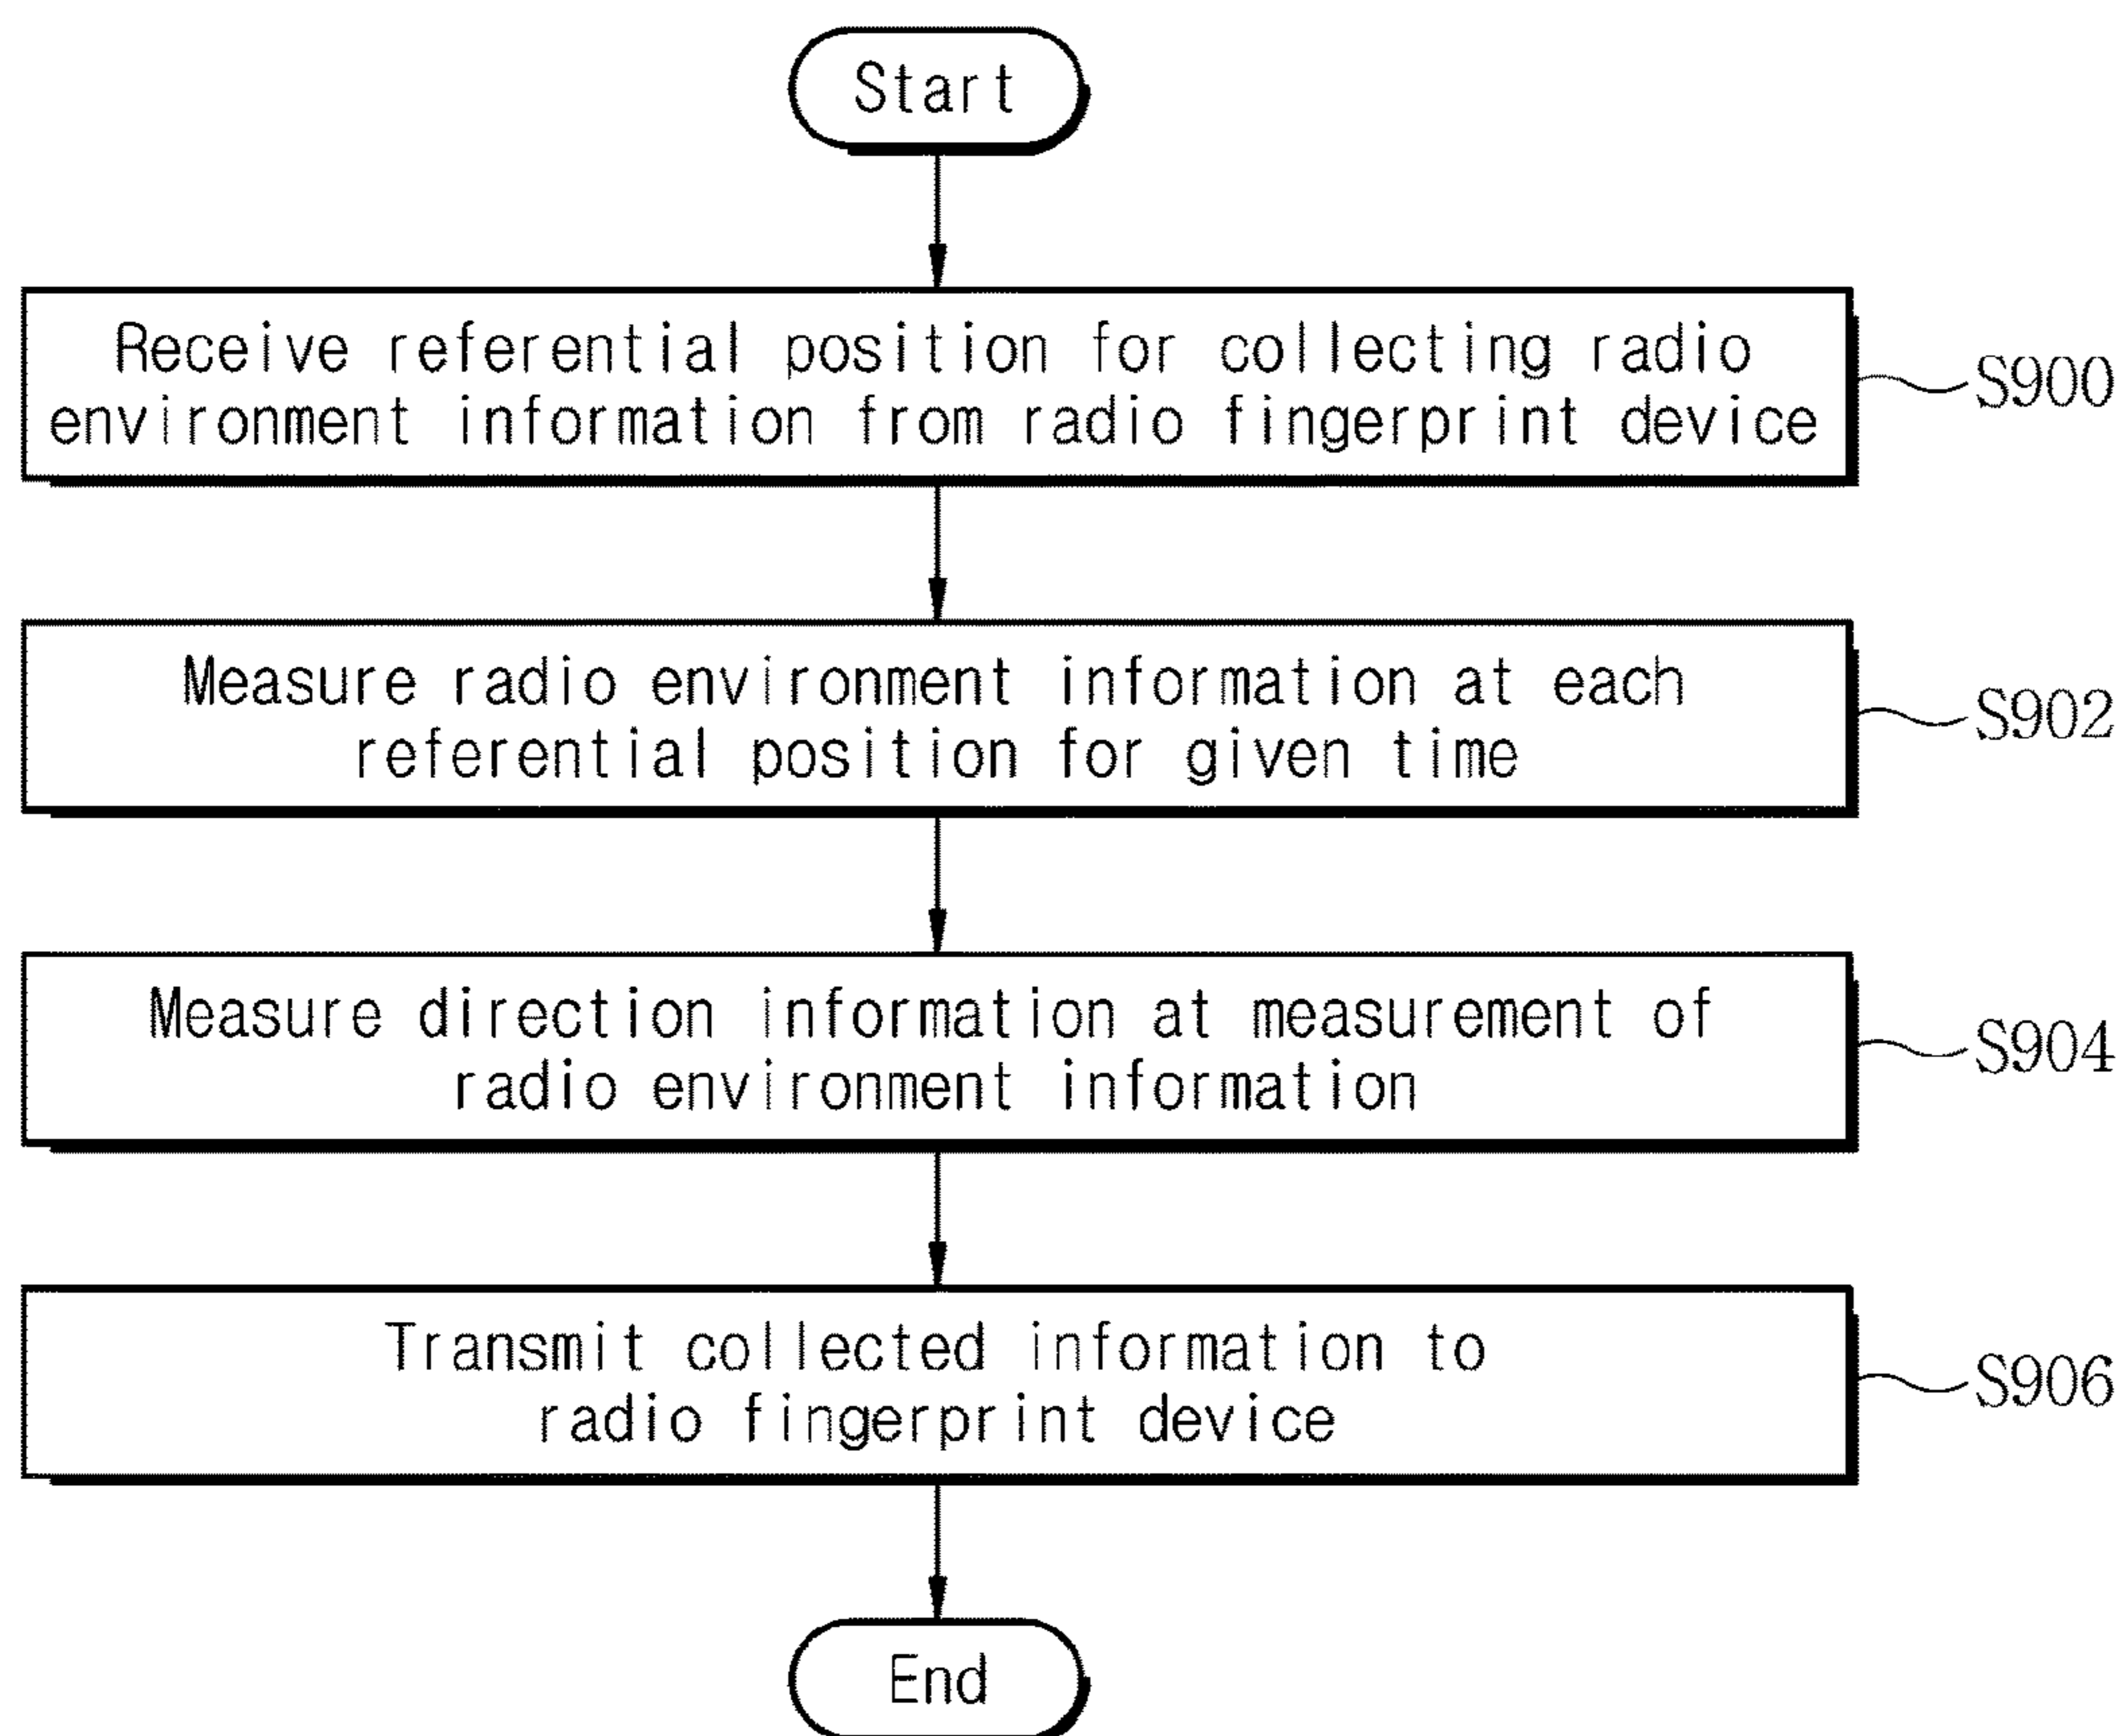 Start
Receive referential position for collecting radio
environment information from radio fingerprint device
S900
Measure radio environment information at each
referential position for given time
S902
Measure direction information at measurement of
radio environment information
S904
Transmit collected information to
radio fingerprint device
S906
End